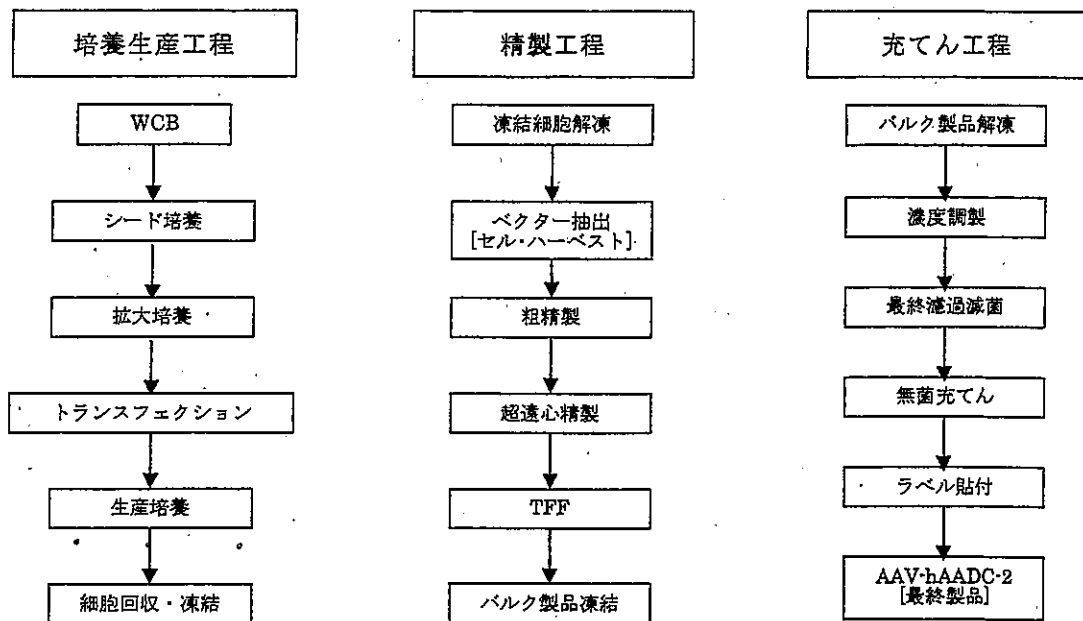 培養生産工程
WCB
シード培養
拡大培養
トランスフェクション
生産培養
細胞回収・凍結
精製工程
凍結細胞解凍
ベクター抽出
[セル・ハーベスト]
粗精製
超遠心精製
TFF
バルク製品凍結
充てん工程
バルク製品解凍
濃度調製
最終濾過滅菌
無菌充てん
ラベル貼付
AAV-hAADC-2
[最終製品]